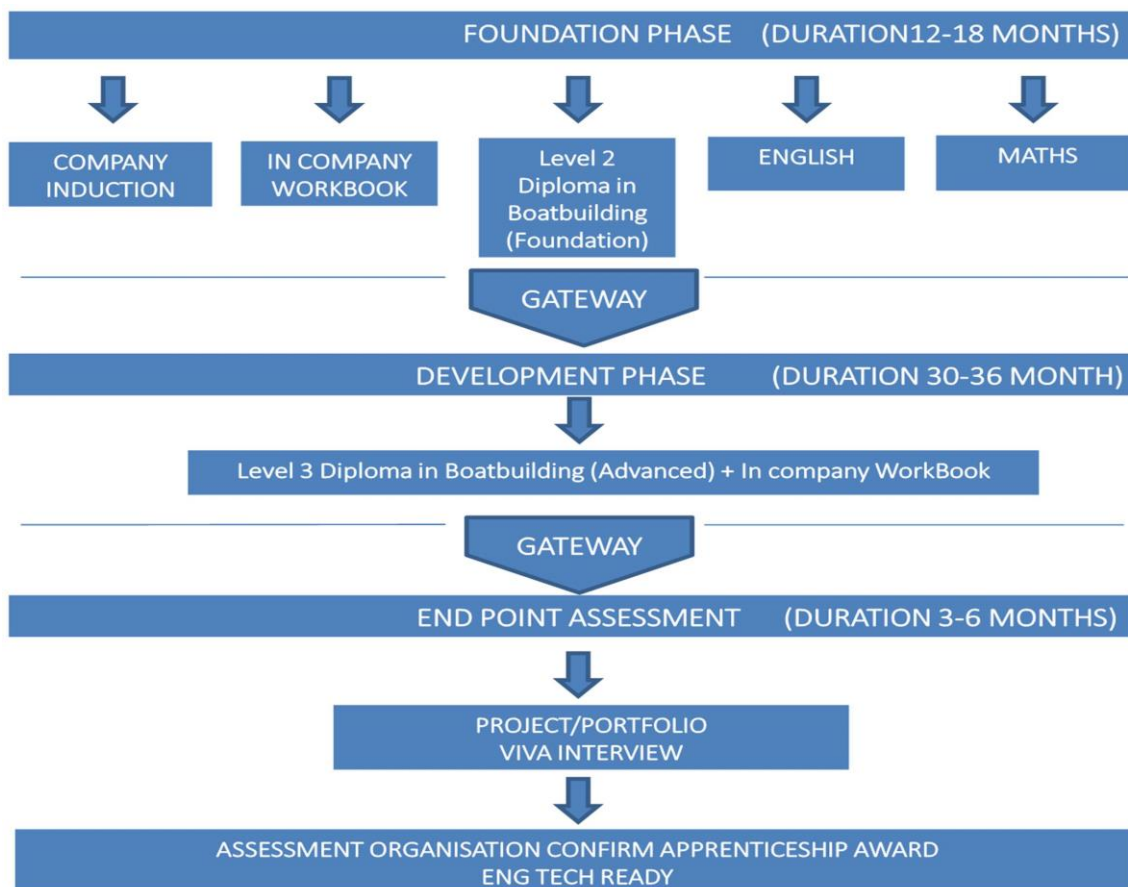 FOUNDATION PHASE (DURATION12-18 MONTHS)
COMPANY
INDUCTION
IN COMPANY
WORKBOOK
Level 2
Diploma in
Boatbuilding
(Foundation)
ENGLISH
MATHS
GATEWAY
DEVELOPMENT PHASE (DURATION 30-36 MONTH)
Level 3 Diploma in Boatbuilding (Advanced) + In company WorkBook
GATEWAY
END POINT ASSESSMENT (DURATION 3-6 MONTHS)
PROJECT/PORTFOLIO
VIVA INTERVIEW
ASSESSMENT ORGANISATION CONFIRM APPRENTICESHIP AWARD
ENG TECH READY